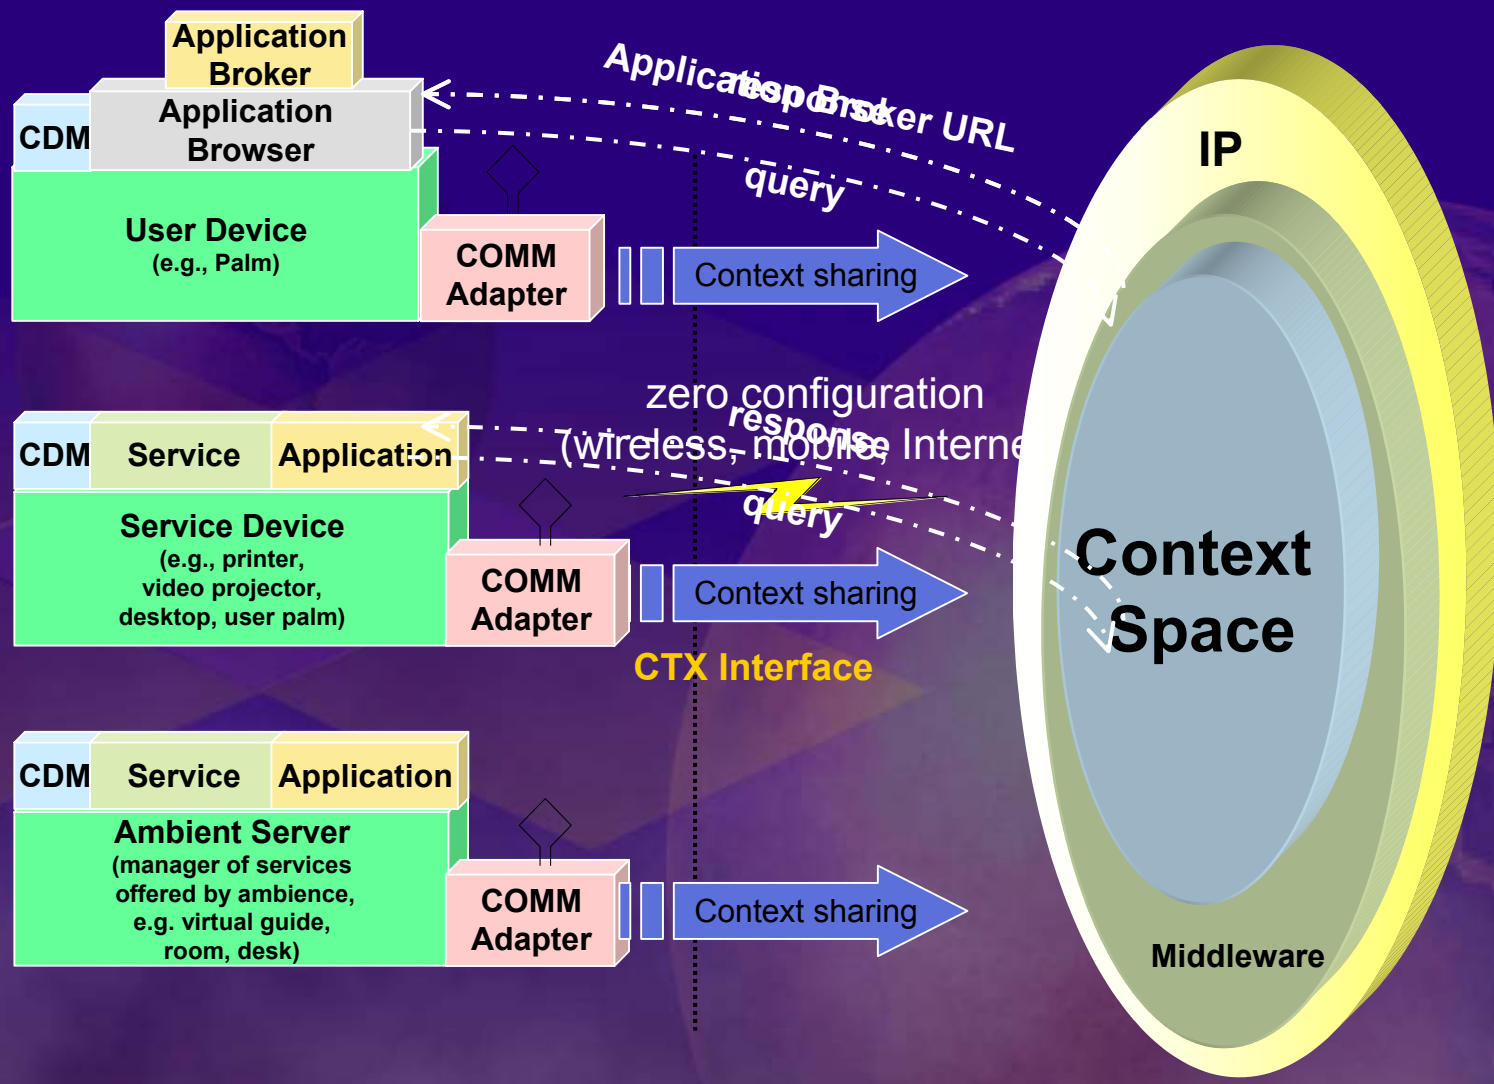 Application
Broker
Application
Browser
CDM
User Device
(e.g., Palm)
COMM
Adapter
Application Broker URL
response
query
Context sharing
IP
zero configuration
(wireless, mobile, Interne
response
query
CDM
Service
Application
Service Device
(e.g., printer,
video projector,
desktop, user palm)
COMM
Adapter
Context sharing
CTX Interface
Context
Space
CDM
Service
Application
Ambient Server
(manager of services
offered by ambience,
e.g. virtual guide,
room, desk)
COMM
Adapter
Context sharing
Middleware